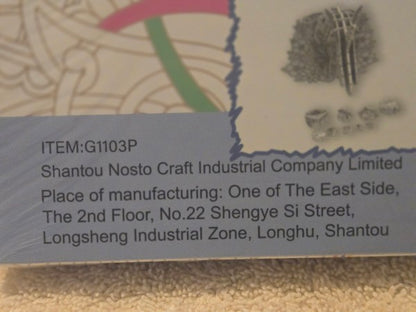 ITEM:G1103P
Shantou Nosto Craft Industrial Company Limited
Place of manufacturing: One of The East Side,
The 2nd Floor, No.22 Shengye Si Street,
Longsheng Industrial Zone, Longhu, Shantou